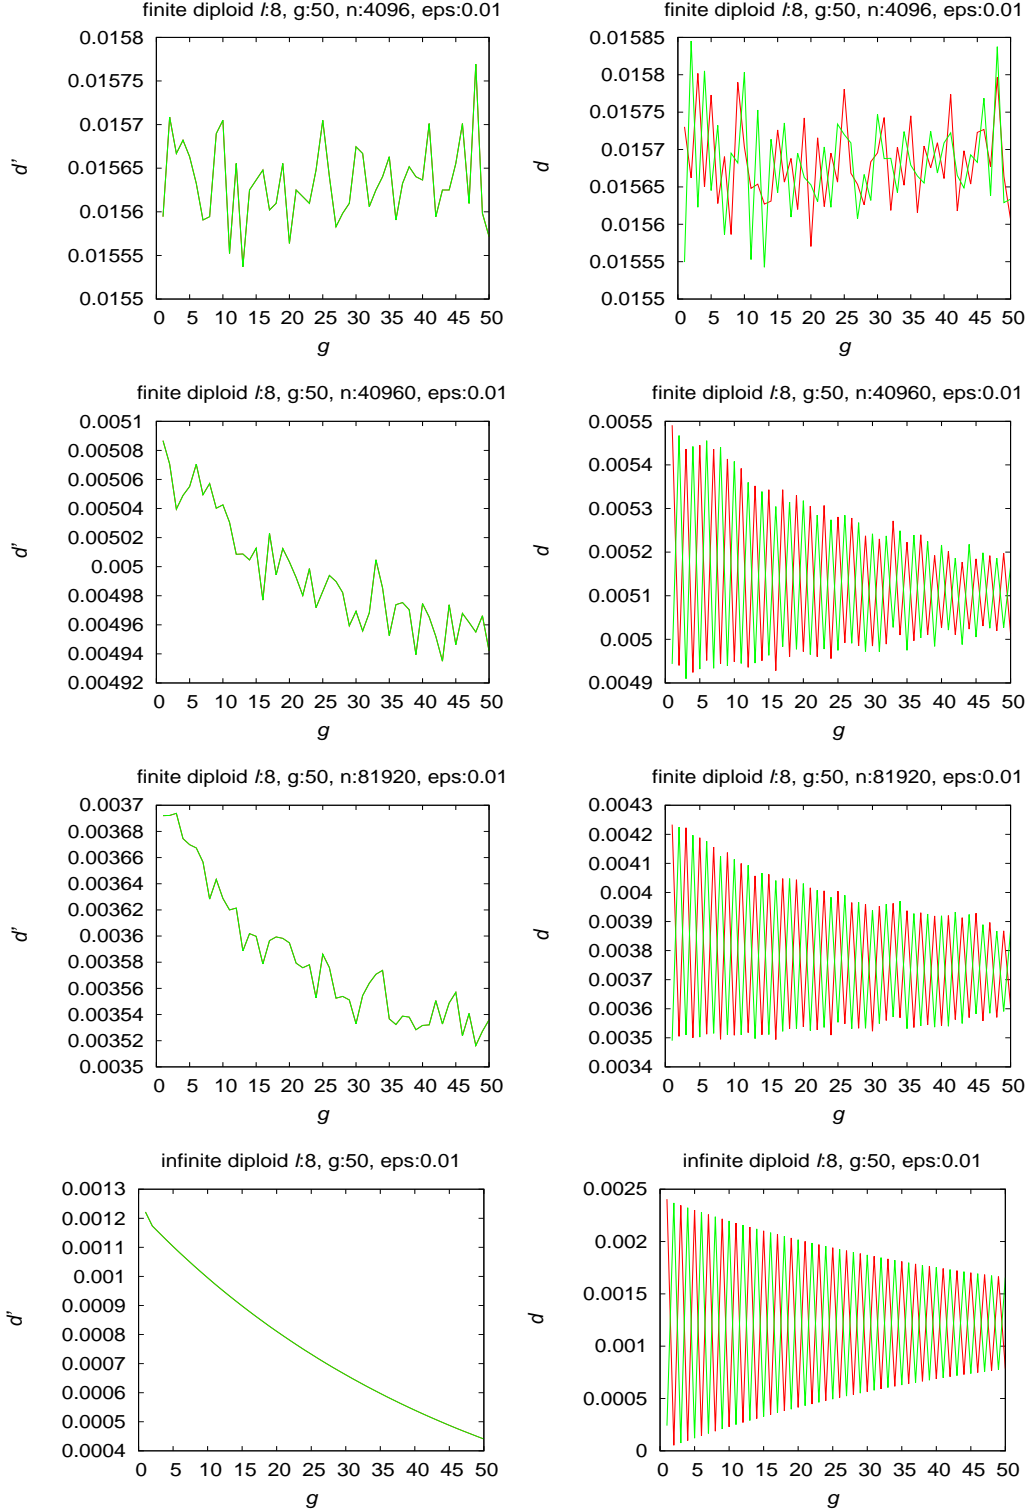 finite diploid l:8, g:50, n:4096, eps:0.01
0.0158
0.01575
0.0157
0.01565
0.0156
0.01555
0.0155
d'
0 5 10 15 20 25 30 35 40 45 50
g
finite diploid l:8, g:50, n:4096, eps:0.01
0.01585
0.0158
0.01575
0.0157
0.01565
0.0156
0.01555
0.0155
d
0 5 10 15 20 25 30 35 40 45 50
g
finite diploid l:8, g:50, n:40960, eps:0.01
0.0051
0.00508
0.00506
0.00504
0.00502
0.005
0.00498
0.00496
0.00494
0.00492
d'
0 5 10 15 20 25 30 35 40 45 50
g
finite diploid l:8, g:50, n:40960, eps:0.01
0.0055
0.0054
0.0053
0.0052
0.0051
0.005
0.0049
d
0 5 10 15 20 25 30 35 40 45 50
g
finite diploid l:8, g:50, n:81920, eps:0.01
0.0037
0.00368
0.00366
0.00364
0.00362
0.0036
0.00358
0.00356
0.00354
0.00352
0.0035
d'
0 5 10 15 20 25 30 35 40 45 50
g
finite diploid l:8, g:50, n:81920, eps:0.01
0.0043
0.0042
0.0041
0.004
0.0039
0.0038
0.0037
0.0036
0.0035
0.0034
d
0 5 10 15 20 25 30 35 40 45 50
g
infinite diploid l:8, g:50, eps:0.01
0.0013
0.0012
0.0011
0.001
0.0009
0.0008
0.0007
0.0006
0.0005
0.0004
d'
0 5 10 15 20 25 30 35 40 45 50
g
infinite diploid l:8, g:50, eps:0.01
0.0025
0.002
0.0015
0.001
0.0005
0
d
0 5 10 15 20 25 30 35 40 45 50
g